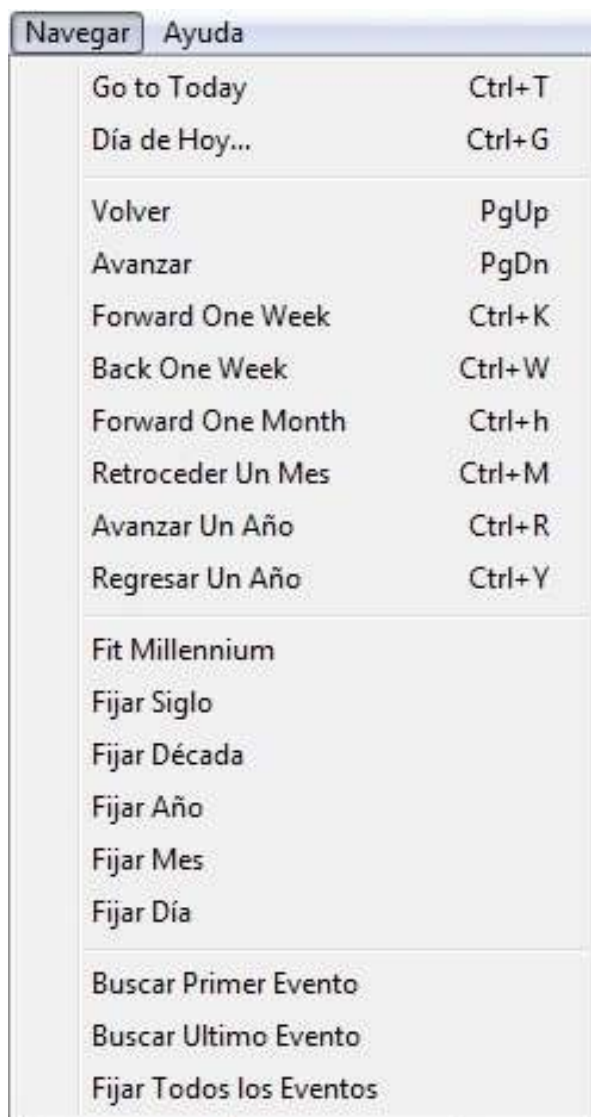 Navegar Ayuda
Go to Today Ctrl+T
Día de Hoy... Ctrl+G
Volver PgUp
Avanzar PgDn
Forward One Week Ctrl+K
Back One Week Ctrl+W
Forward One Month Ctrl+h
Retroceder Un Mes Ctrl+M
Avanzar Un Año Ctrl+R
Regresar Un Año Ctrl+Y
Fit Millennium
Fijar Siglo
Fijar Década
Fijar Año
Fijar Mes
Fijar Día
Buscar Primer Evento
Buscar Ultimo Evento
Fijar Todos los Eventos